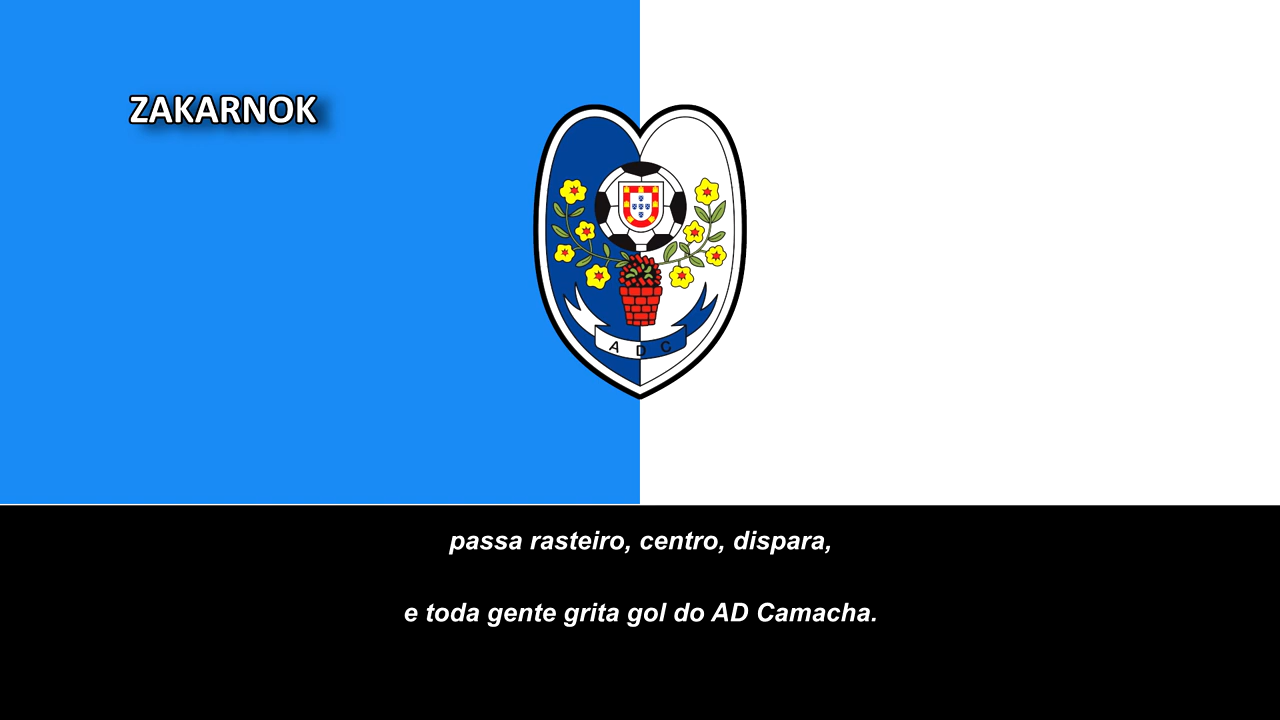 ZAKARNOK
A D C
passa rasteiro, centro, dispara,
e toda gente grita gol do AD Camacha.